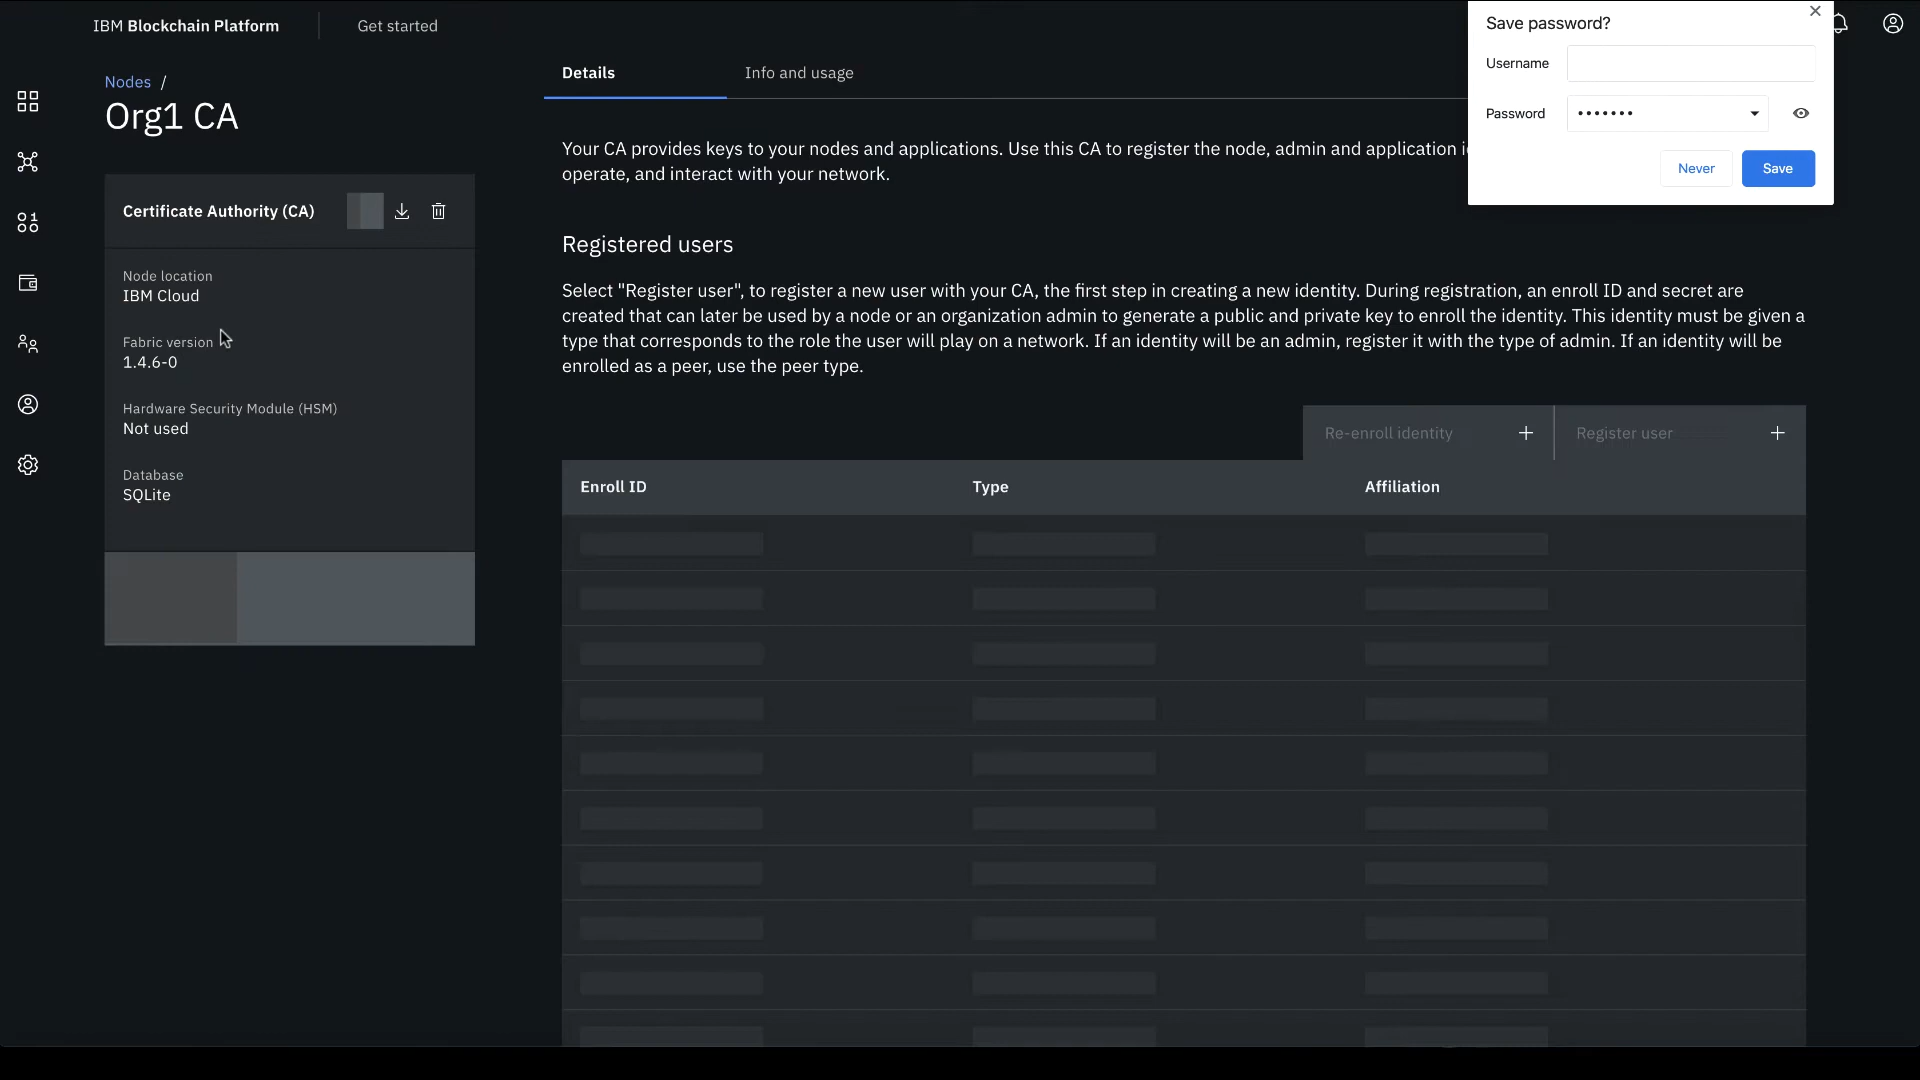 IBM Blockchain Platform
Get started
Nodes /
Org1 CA
Certificate Authority (CA)
Node location
IBM Cloud
Fabric version
1.4.6-0
Hardware Security Module (HSM)
Not used
Database
SQLite
Details
Info and usage
Your CA provides keys to your nodes and applications. Use this CA to register the node, admin and application
operate, and interact with your network.
Registered users
Select "Register user", to register a new user with your CA, the first step in creating a new identity. During registration, an enroll ID and secret are
created that can later be used by a node or an organization admin to generate a public and private key to enroll the identity. This identity must be given a
type that corresponds to the role the user will play on a network. If an identity will be an admin, register it with the type of admin. If an identity will be
enrolled as a peer, use the peer type.
Re-enroll identity
Register user
Enroll ID
Type
Affiliation
Save password?
Username
Password
•••••••
Never
Save